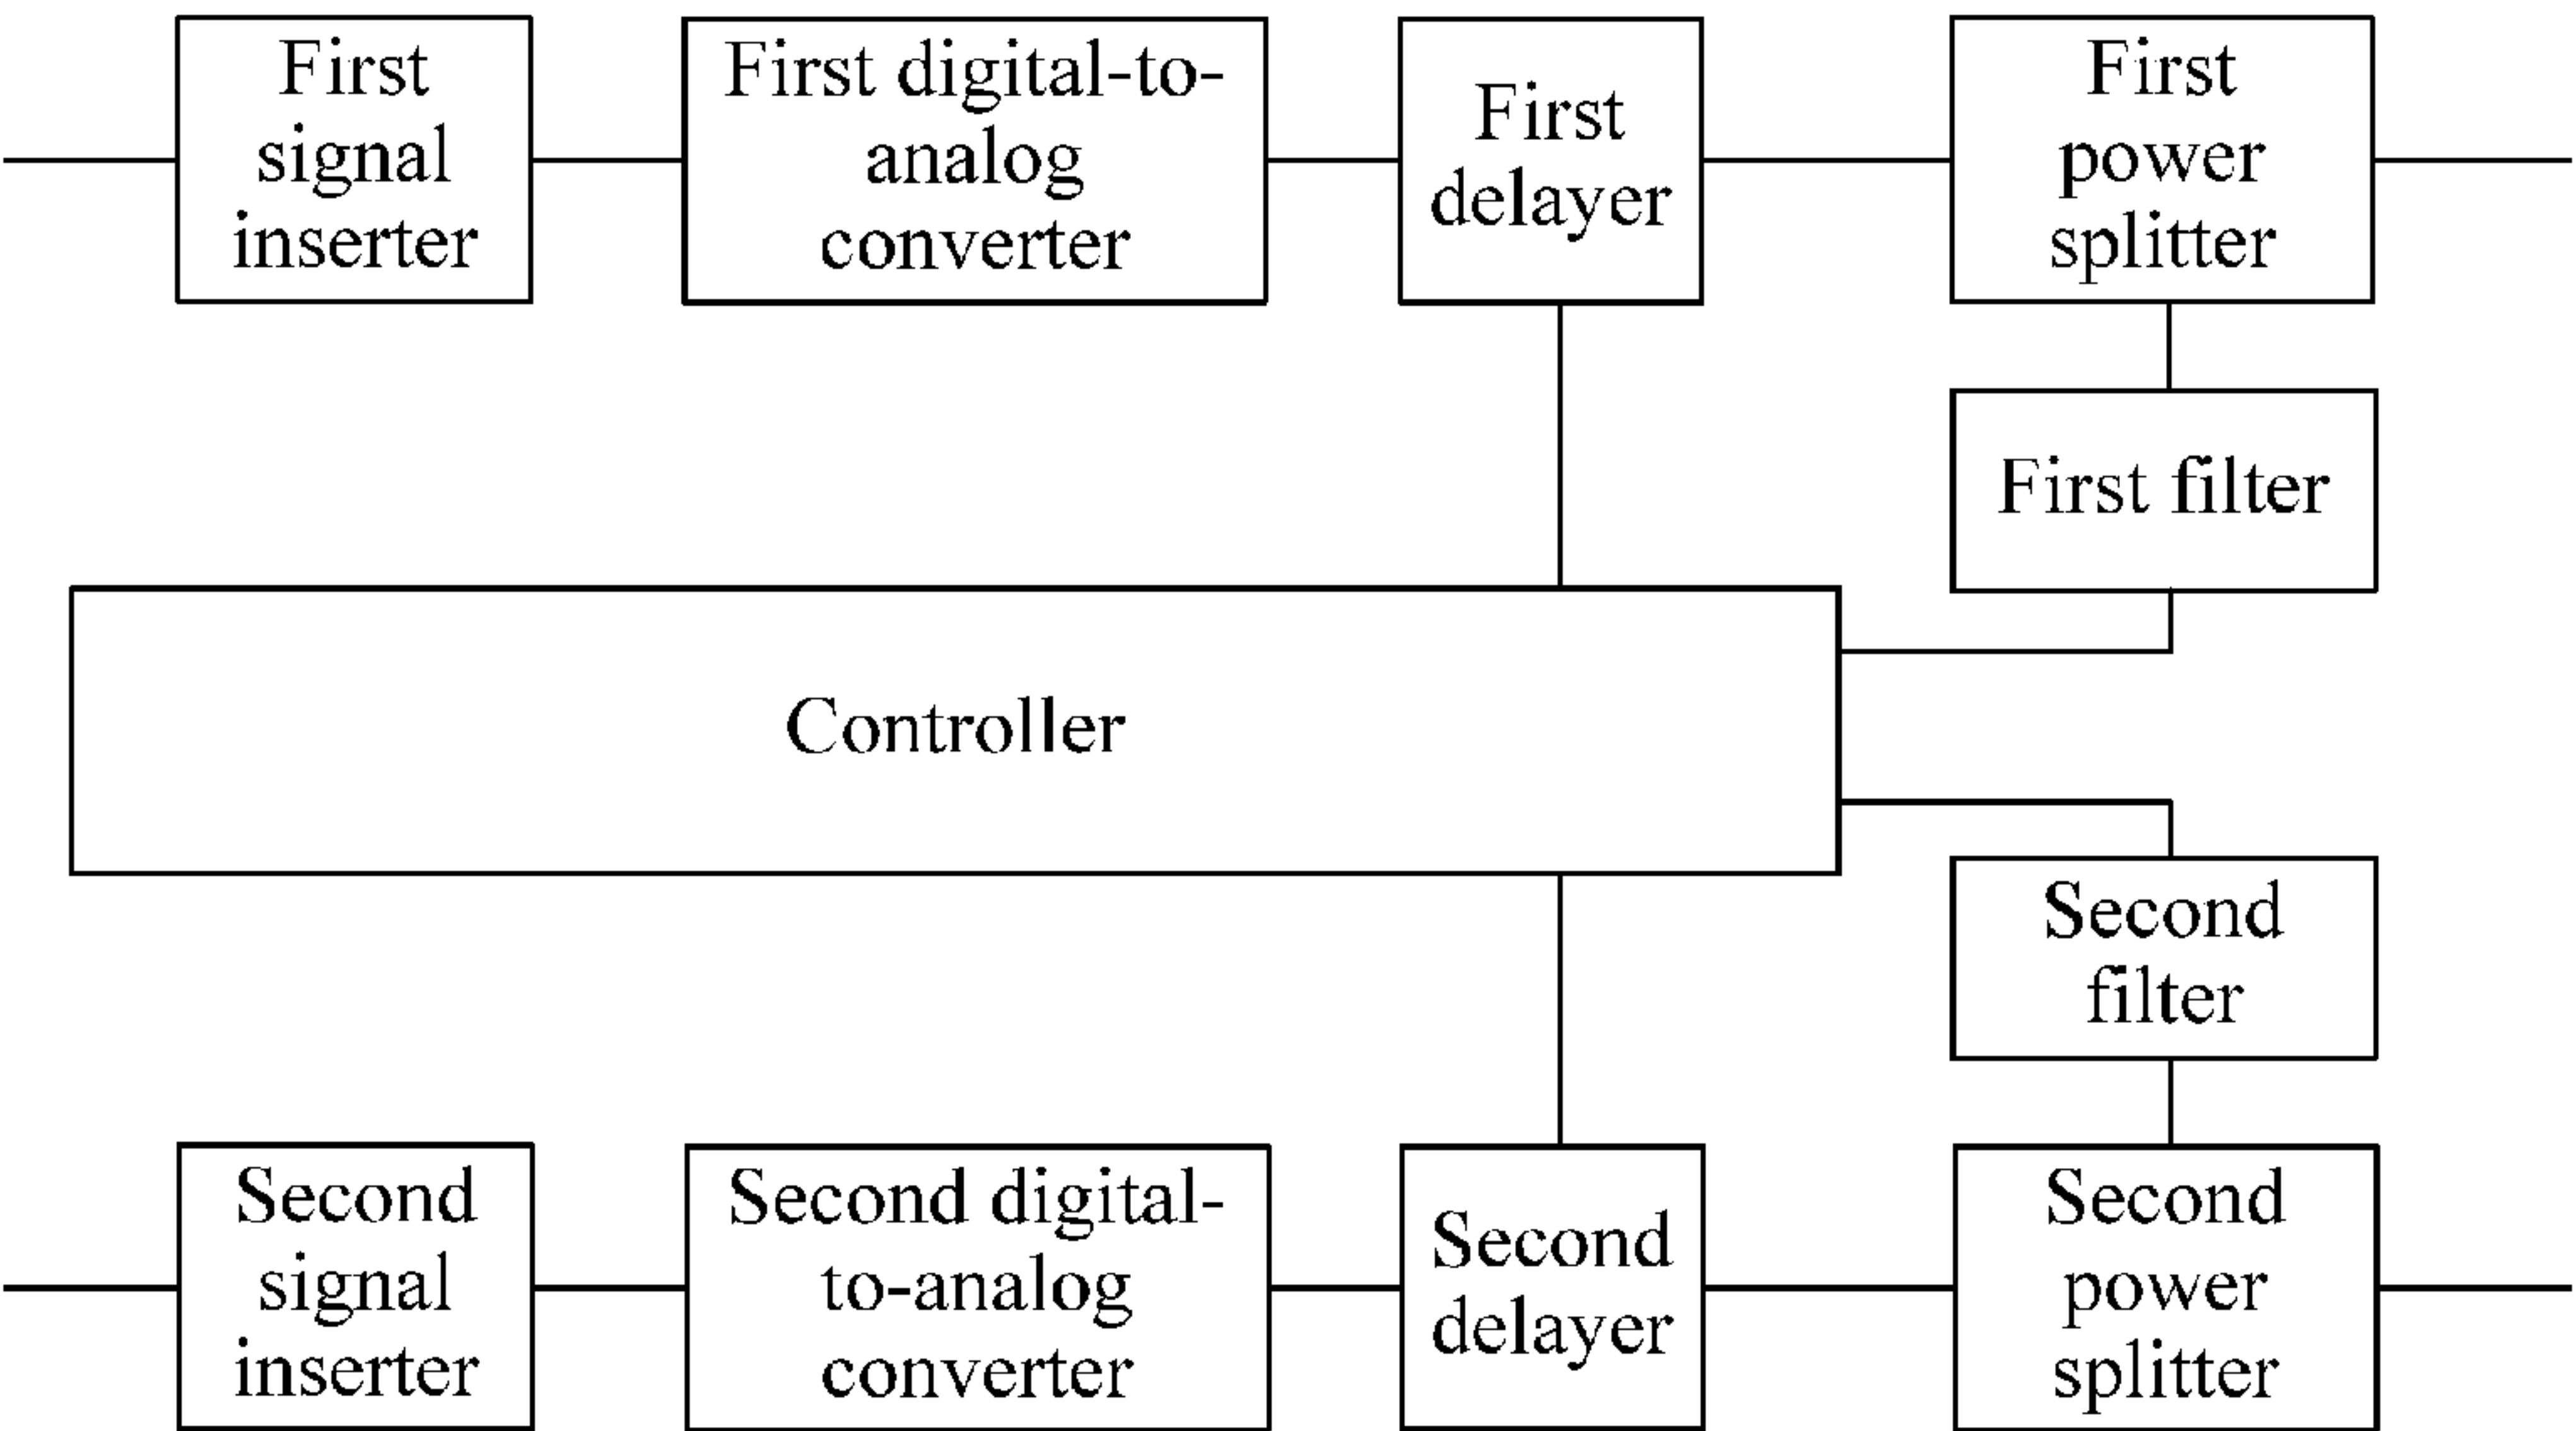 First
signal
inserter
First digital-to-
analog
converter
First
delayer
First
power
splitter
First filter
Controller
Second
filter
Second
signal
inserter
Second digital-
to-analog
converter
Second
delayer
Second
power
splitter